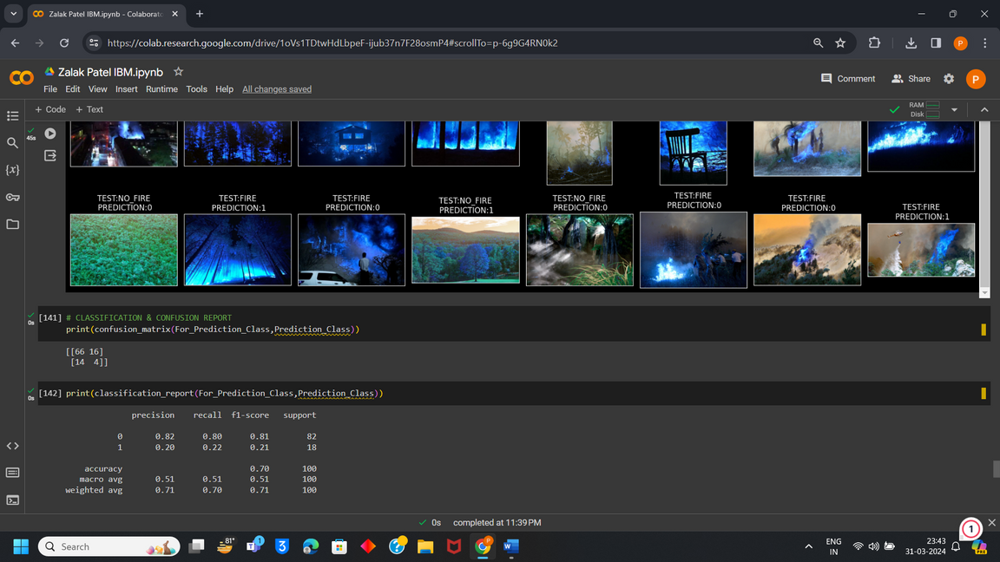 Zalak Patel IBM.ipynb - Colaborato
https://colab.research.google.com/drive/1oVs1TDtwHdLbpeF-ijub37n7F28osmP4#scrollTo=p-6g9G4RN0k2
P
CO Zalak Patel IBM.ipynb
File Edit View Insert Runtime Tools Help All changes saved
Comment Share P
+ Code + Text
RAM
Disk
45s
{x}
TEST:NO_FIRE
PREDICTION:0
TEST:FIRE
PREDICTION:1
TEST:FIRE
PREDICTION:0
TEST:NO_FIRE
PREDICTION:1
TEST:NO_FIRE
PREDICTION:0
TEST:FIRE
PREDICTION:0
TEST:FIRE
PREDICTION:0
TEST:FIRE
PREDICTION:1
0s
[141] # CLASSIFICATION & CONFUSION REPORT
print(confusion_matrix(For_Prediction_Class,Prediction_Class))
[[66 16]
[14 4]]
0s
[142] print(classification_report(For_Prediction_Class,Prediction_Class))
precision recall f1-score support
0 0.82 0.80 0.81 82
1 0.20 0.22 0.21 18
accuracy 0.70 100
macro avg 0.51 0.51 0.51 100
weighted avg 0.71 0.70 0.71 100
0s completed at 11:39 PM
1
Search
81°
1
3
W
ENG
IN
23:43
31-03-2024
PRE